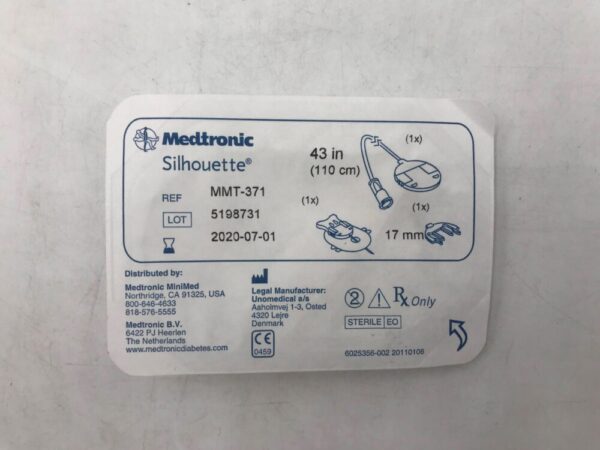 Medtronic
Silhouette®
43 in
(110 cm)
(1x)
REF MMT-371
LOT 5198731
2020-07-01
(1x)
(1x)
17 mm
Distributed by:
Medtronic MiniMed
Northridge, CA 91325, USA
800-646-4633
818-576-5555
Medtronic B.V.
6422 PJ Heerlen
The Netherlands
www.medtronicdiabetes.com
Legal Manufacturer:
Unomedical a/s
Aaholmvej 1-3, Osted
4320 Lejre
Denmark
CE
0459
2
Rx Only
STERILE EO
6025356-002 20110106